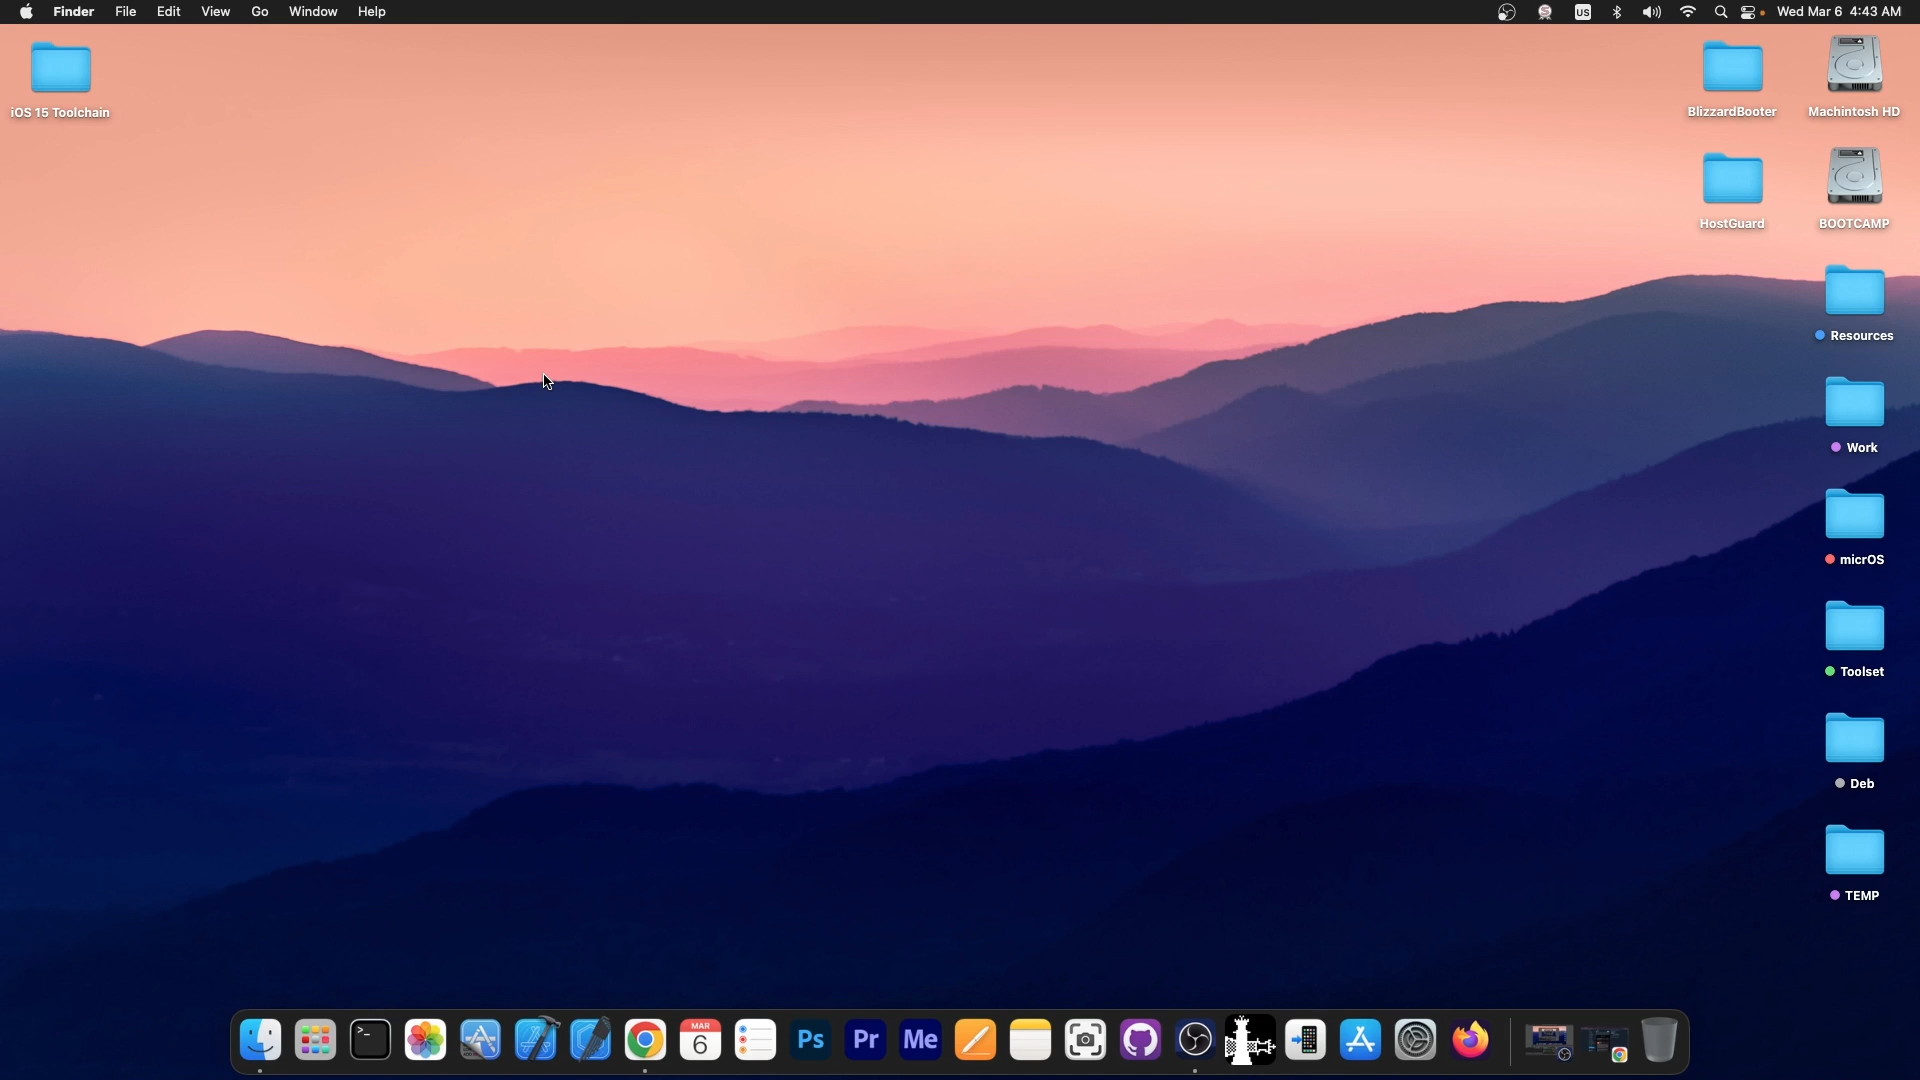 Finder File Edit View Go Window Help US Wed Mar 6 4:43 AM
iOS 15 Toolchain
BlizzardBooter
Machintosh HD
HostGuard
BOOTCAMP
Resources
Work
micrOS
Toolset
Deb
TEMP
>_
MAR
6
Ps
Pr
Me